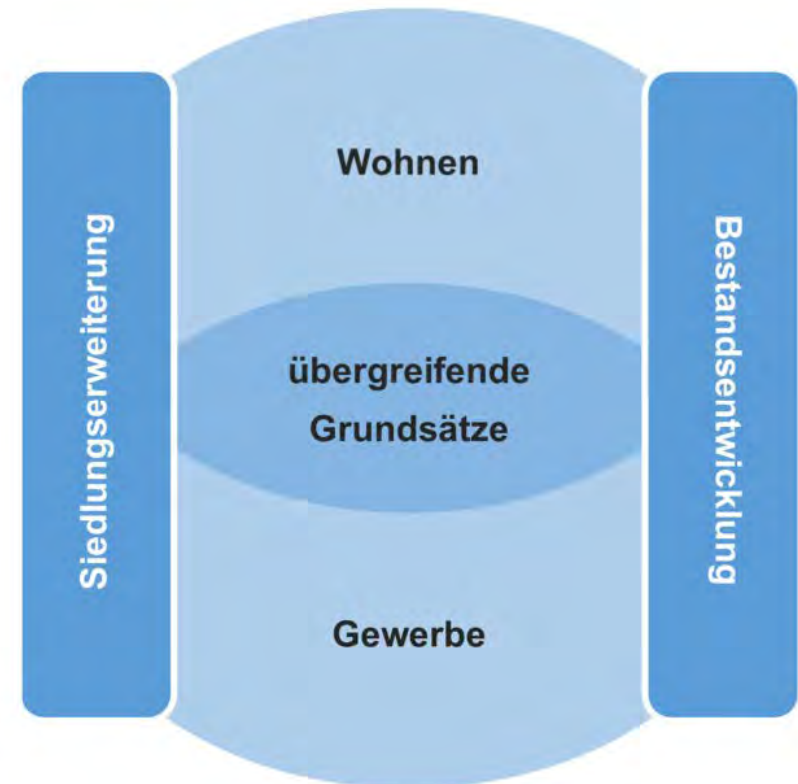 Siedlungserweiterung
Wohnen
übergreifende
Grundsätze
Gewerbe
Bestandsentwicklung